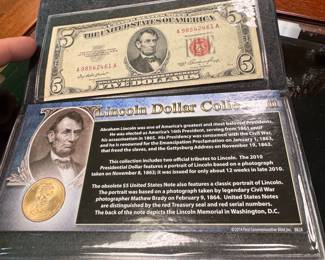 THE UNITED STATES OF AMERICA
A 98542461 A
A 98542461 A
FIVE DOLLARS
Lincoln Dollar Coin
Abraham Lincoln was one of America's greatest and most beloved Presidents.
He was America's 16th President, serving from 1861 until
his assassination in 1865. His Presidency was consumed with the Civil War,
and he is renowned for the Emancipation Proclamation on January 1, 1863,
that freed the slaves, and the Gettysburg Address on November 19, 1863.
This collection includes two official tributes to Lincoln. The 2010
Presidential Dollar features a portrait of Lincoln based on a photograph
taken on November 8, 1863; it was issued for only about 12 weeks in late 2010.
The obsolete $5 United States Note also features a classic portrait of Lincoln.
The portrait was based on a photograph taken by legendary Civil War
photographer Mathew Brady on February 9, 1864. United States Notes
are distinguished by the red Treasury seal and red serial numbers.
The back of the note depicts the Lincoln Memorial in Washington, D.C.
©2014 First Commemorative Mint, Inc.